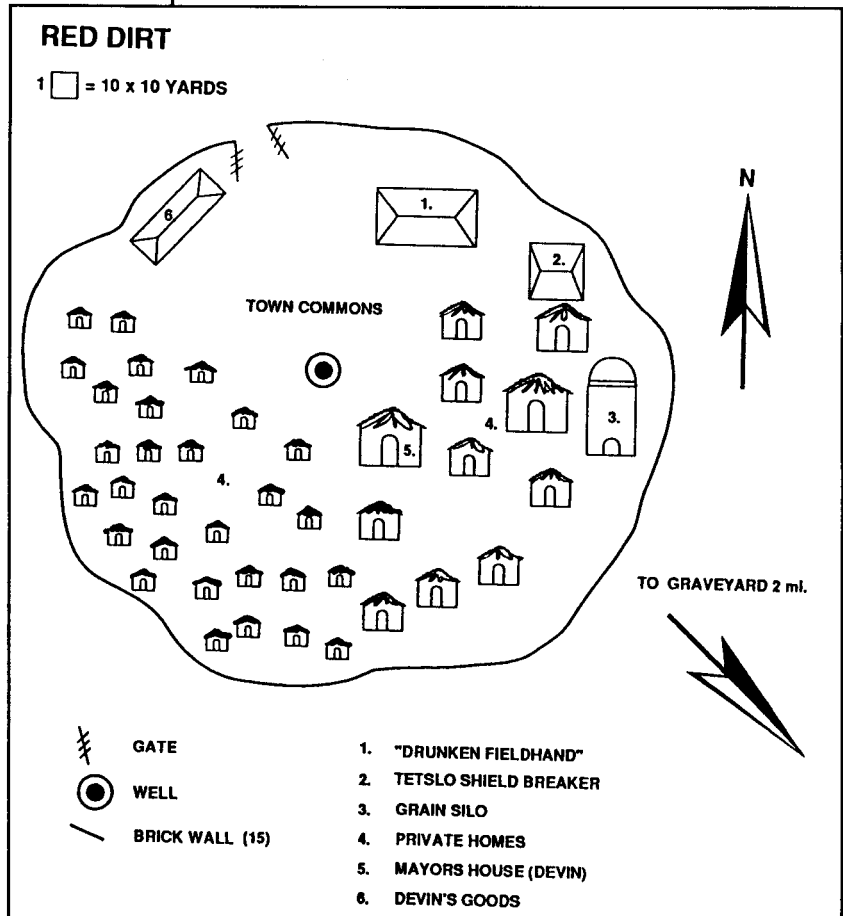 RED DIRT
1 = 10 x 10 YARDS
N
1.
6.
2.
TOWN COMMONS
3.
4.
5.
4.
TO GRAVEYARD 2 mi.
GATE
WELL
BRICK WALL (15)
1. "DRUNKEN FIELDHAND"
2. TETSLO SHIELD BREAKER
3. GRAIN SILO
4. PRIVATE HOMES
5. MAYORS HOUSE (DEVIN)
6. DEVIN'S GOODS